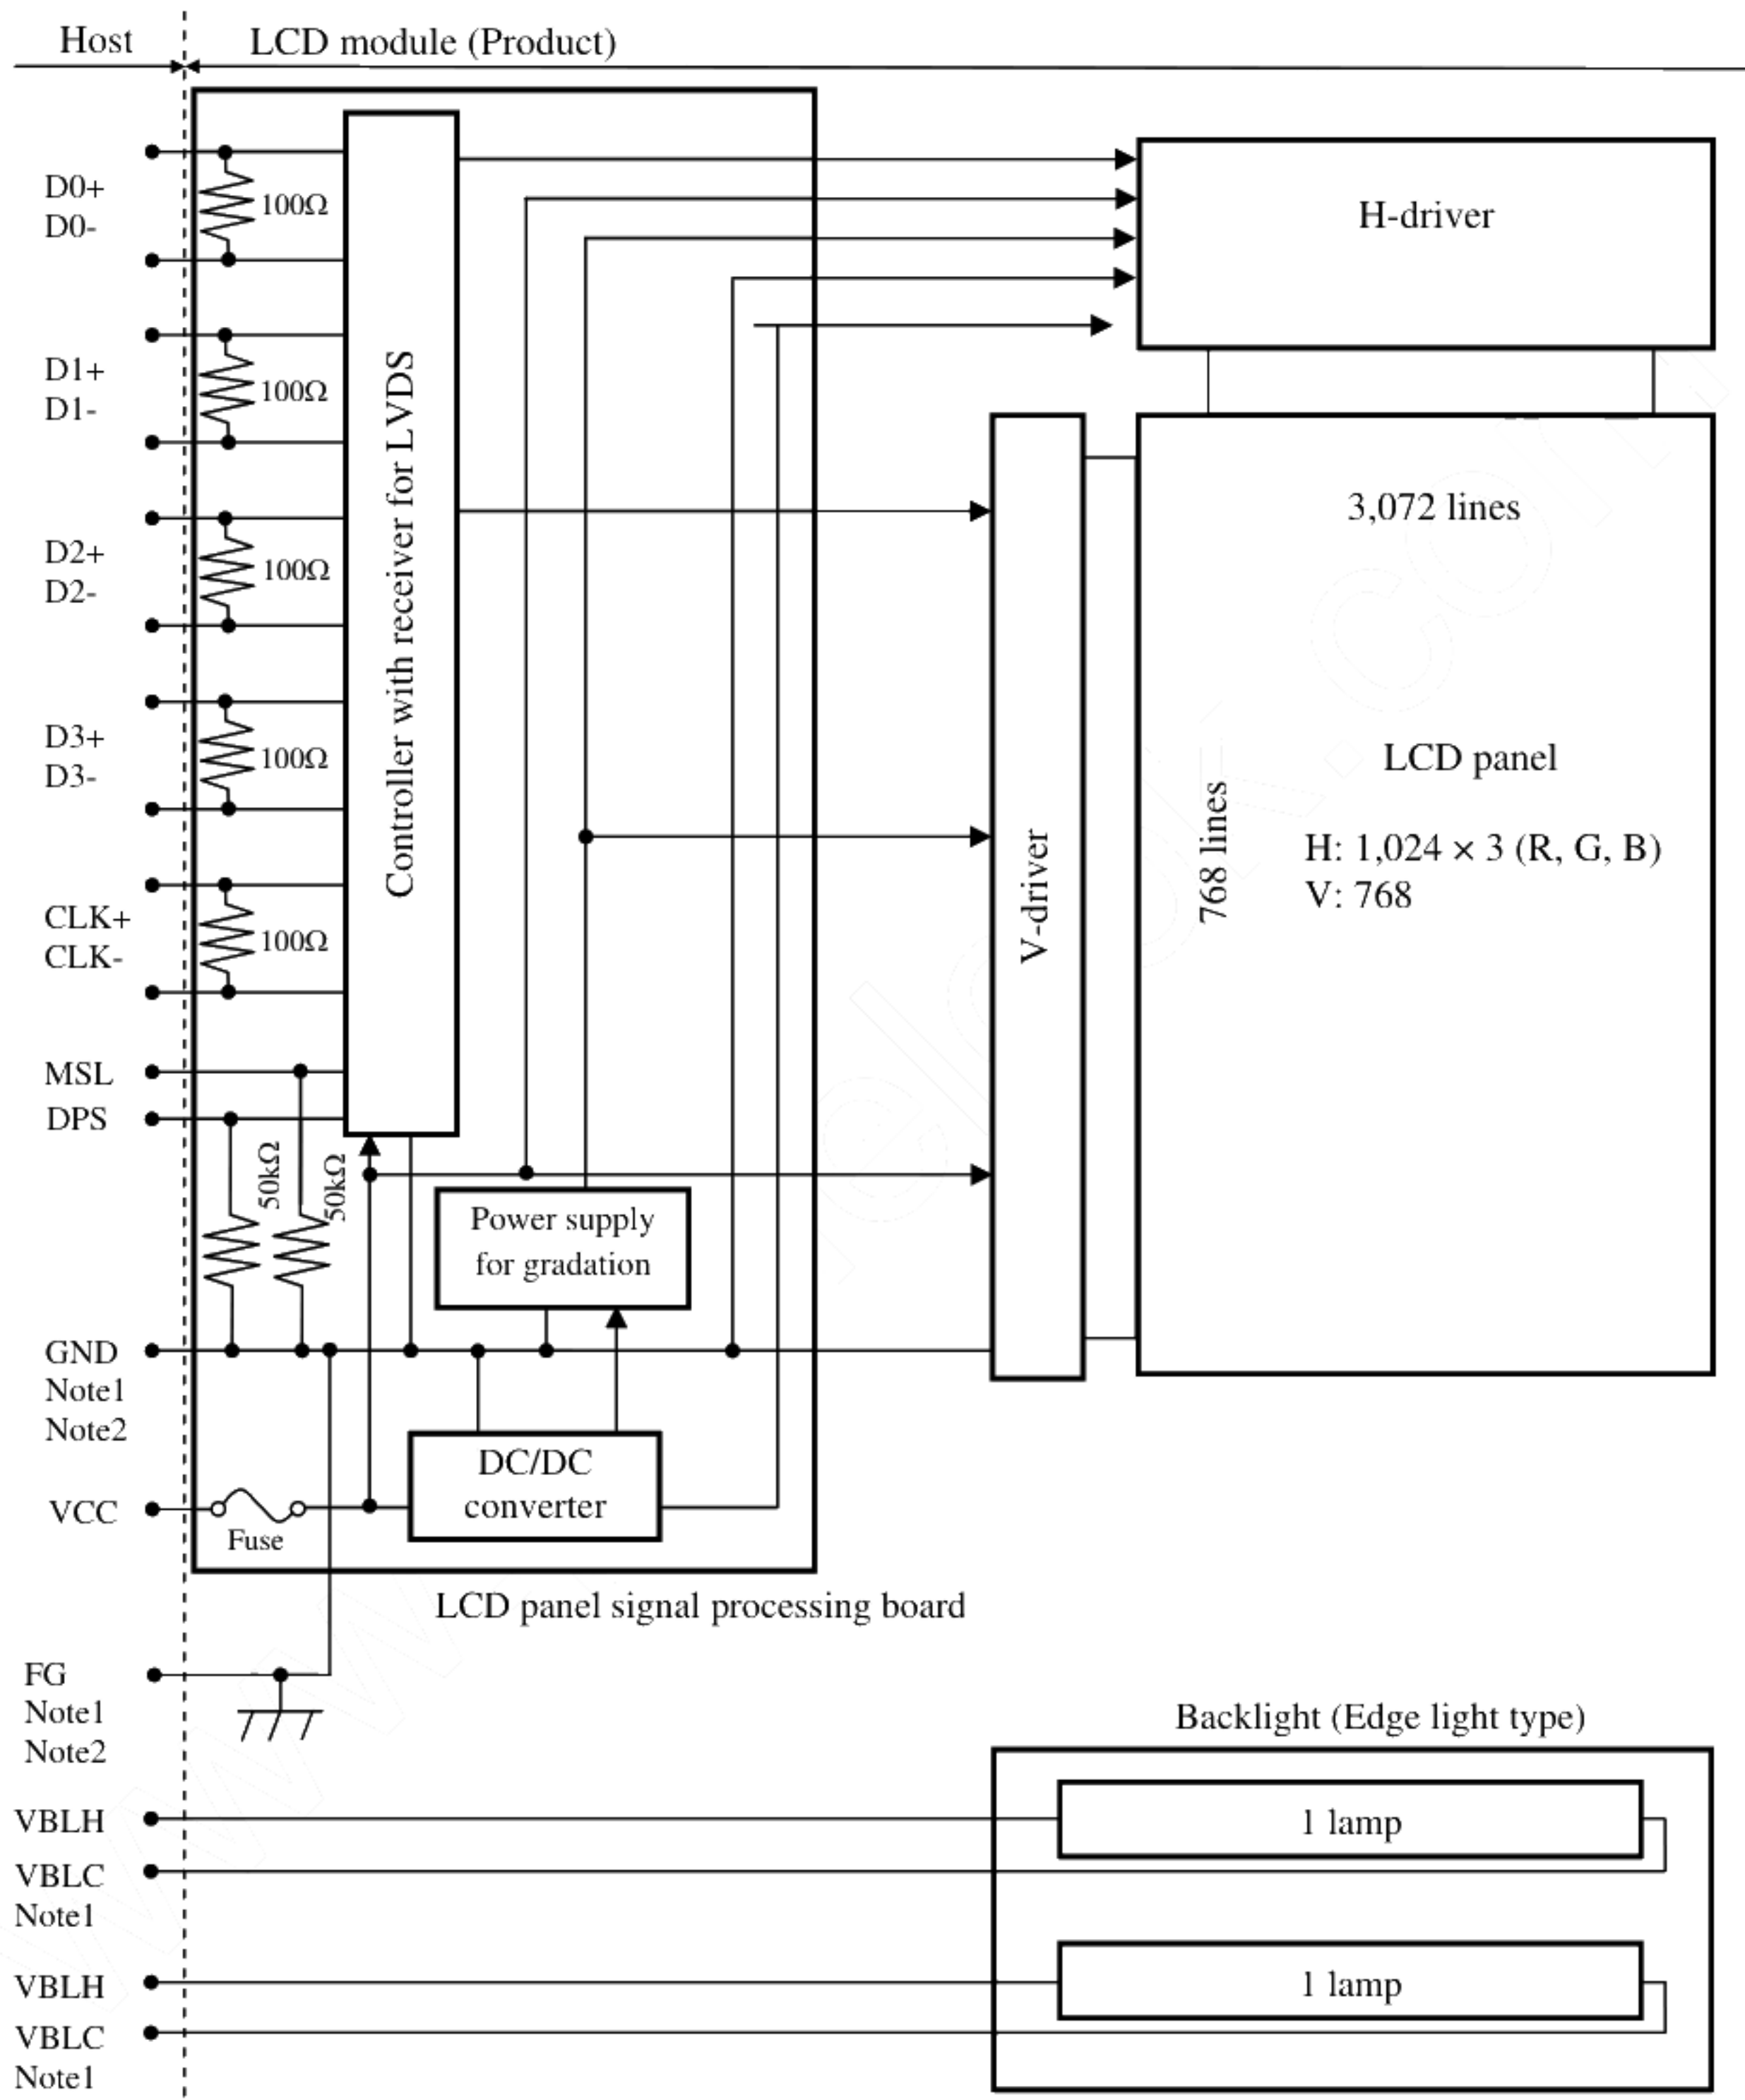 Host
LCD module (Product)
D0+
D0-
100Ω
H-driver
D1+
D1-
100Ω
Controller with receiver for LVDS
D2+
D2-
100Ω
3,072 lines
D3+
D3-
100Ω
LCD panel
768 lines
H: 1,024 × 3 (R, G, B)
V: 768
V-driver
CLK+
CLK-
100Ω
MSL
DPS
50kΩ
50kΩ
Power supply
for gradation
GND
Note1
Note2
DC/DC
converter
VCC
Fuse
LCD panel signal processing board
FG
Note1
Note2
Backlight (Edge light type)
VBLH
1 lamp
VBLC
Note1
VBLH
1 lamp
VBLC
Note1